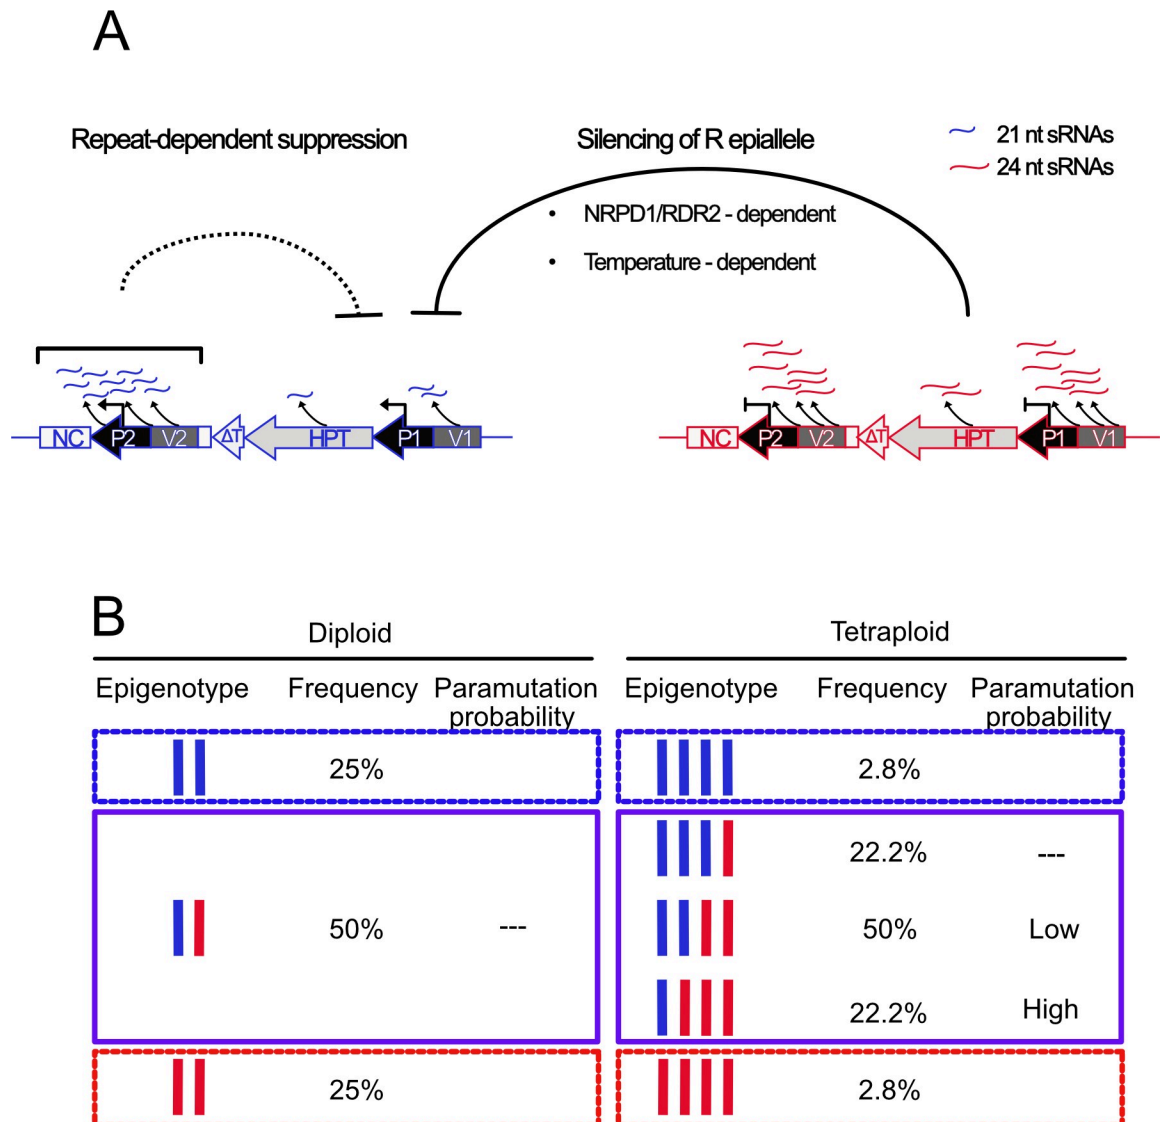 A
Repeat-dependent suppression
Silencing of R epiallele
21 nt sRNAs
24 nt sRNAs
• NRPD1/RDR2 - dependent
• Temperature - dependent
NC P2 V2 ΔT HPT P1 V1
NC P2 V2 ΔT HPT P1 V1
B
Diploid
Tetraploid
Epigenotype Frequency Paramutation probability
Epigenotype Frequency Paramutation probability
25%
2.8%
22.2% ---
50% ---
50% Low
22.2% High
25%
2.8%